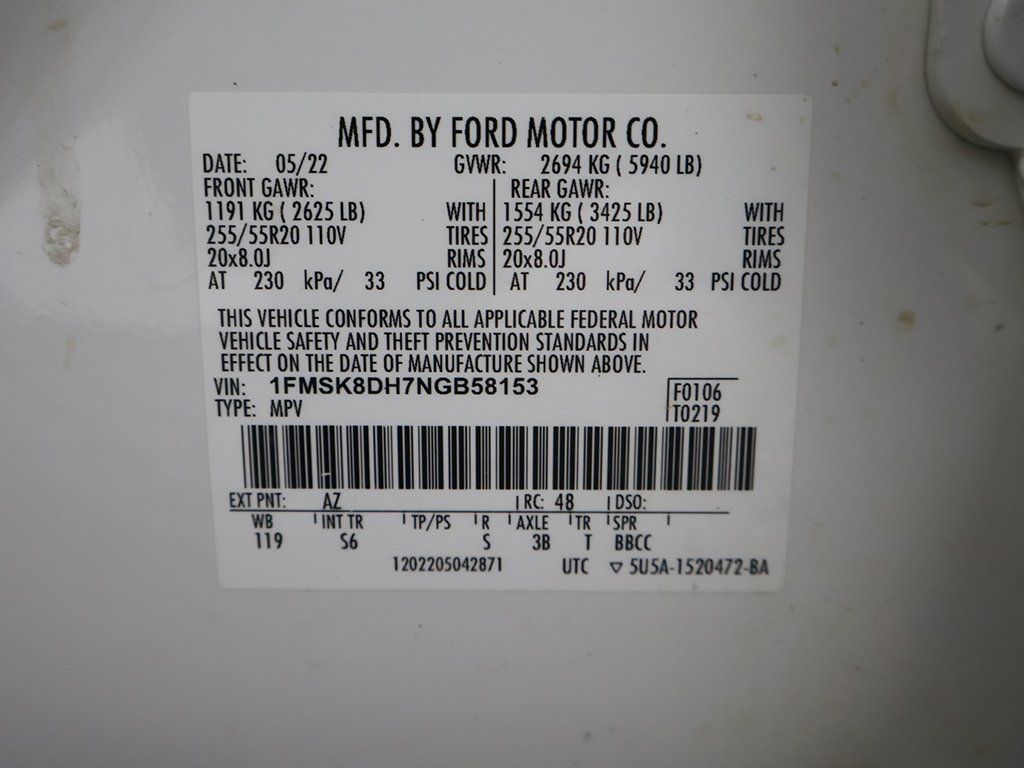 MFD. BY FORD MOTOR CO.
DATE: 05/22 GVWR: 2694 KG ( 5940 LB)
FRONT GAWR: REAR GAWR:
1191 KG ( 2625 LB) WITH 1554 KG ( 3425 LB) WITH
255/55R20 110V TIRES 255/55R20 110V TIRES
20x8.0J RIMS 20x8.0J RIMS
AT 230 kPa/ 33 PSI COLD AT 230 kPa/ 33 PSI COLD
THIS VEHICLE CONFORMS TO ALL APPLICABLE FEDERAL MOTOR
VEHICLE SAFETY AND THEFT PREVENTION STANDARDS IN
EFFECT ON THE DATE OF MANUFACTURE SHOWN ABOVE.
VIN: 1FMSK8DH7NGB58153 F0106
TYPE: MPV T0219
EXT PNT: AZ RC: 48 DSO:
WB INT TR TP/PS R AXLE TR SPR
119 S6 S 3B T BBCC
1202205042871 UTC ▽ 5U5A-1520472-BA